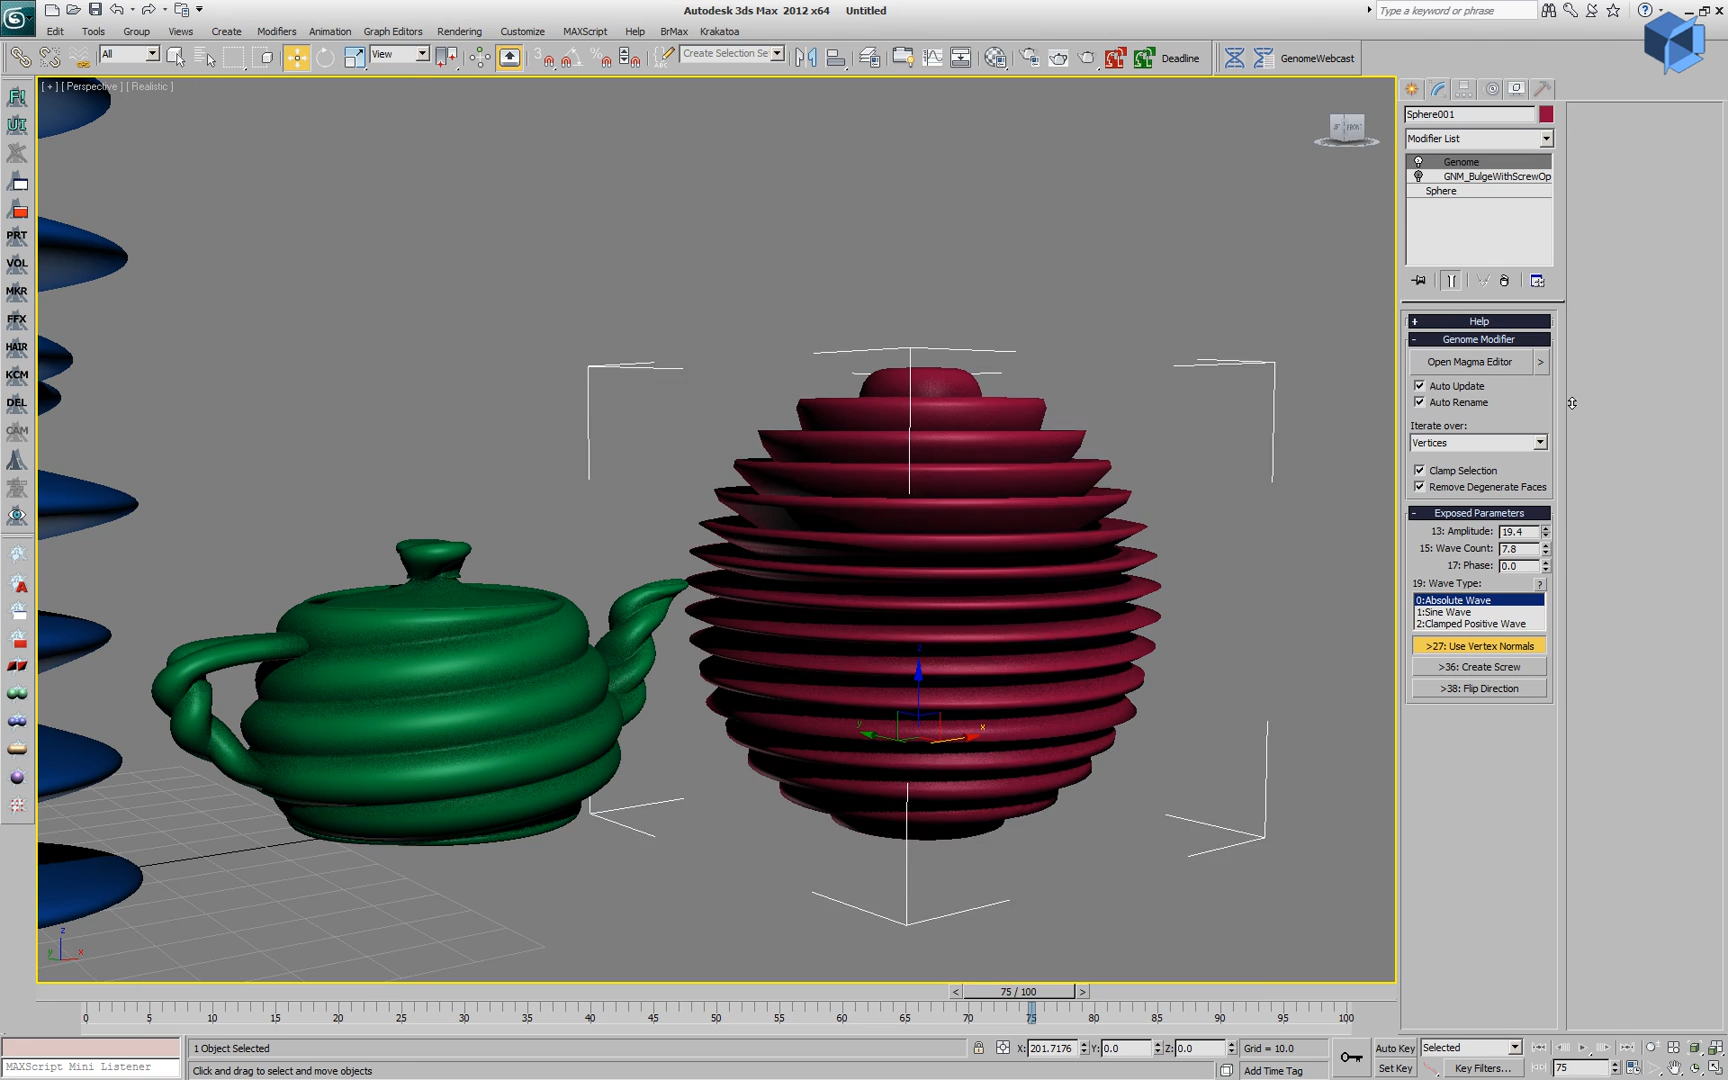 Autodesk 3ds Max 2012 x64 Untitled
Type a keyword or phrase
Edit Tools Group Views Create Modifiers Animation Graph Editors Rendering Customize MAXScript Help BrMax Krakatoa
All
View
3
Create Selection Se
Deadline
GenomeWebcast
[ + ] [ Perspective ] [ Realistic ]
FRONT
F!
UI
PRT
VOL
MKR
FFX
HAIR
KCM
DEL
CAM
A
Sphere001
Modifier List
Genome
GNM_BulgeWithScrewOp
Sphere
+ Help
- Genome Modifier
Open Magma Editor >
Auto Update
Auto Rename
Iterate over:
Vertices
Clamp Selection
Remove Degenerate Faces
- Exposed Parameters
13: Amplitude: 19.4
15: Wave Count: 7.8
17: Phase: 0.0
19: Wave Type: ?
0:Absolute Wave
1:Sine Wave
2:Clamped Positive Wave
>27: Use Vertex Normals
>36: Create Screw
>38: Flip Direction
z
y
x
z
y
x
< 75 / 100 >
0 5 10 15 20 25 30 35 40 45 50 55 60 65 70 75 80 85 90 95 100
1 Object Selected
X: 201.7176 Y: 0.0 Z: 0.0 Grid = 10.0
Auto Key Selected
MAXScript Mini Listener
Click and drag to select and move objects
Add Time Tag
Set Key Key Filters... 75